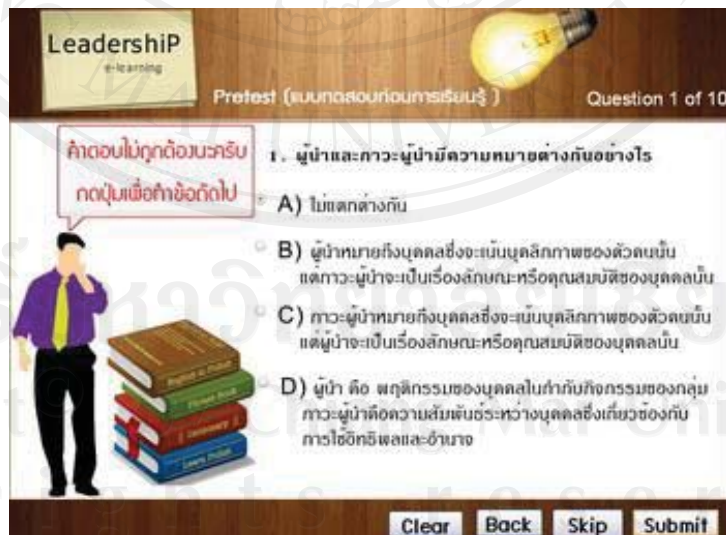 LeadershiP
e-learning
Pretest (แบบทดสอบก่อนการเรียนรู้ )
Question 1 of 10
คำตอบไม่ถูกต้องนะครับ
กดปุ่มเพื่อทำข้อถัดไป
1. ผู้นำและภาวะผู้นำมีความหมายต่างกันอย่างไร
A) ไม่แตกต่างกัน
B) ผู้นำหมายถึงบุคคลซึ่งจะเน้นบุคลิกภาพของตัวคนนั้น
แต่ภาวะผู้นำจะเป็นเรื่องลักษณะหรือคุณสมบัติของบุคคลนั้น
C) ภาวะผู้นำหมายถึงบุคคลซึ่งจะเน้นบุคลิกภาพของตัวคนนั้น
แต่ผู้นำจะเป็นเรื่องลักษณะหรือคุณสมบัติของบุคคลนั้น
D) ผู้นำ คือ พฤติกรรมของบุคคลในกำกับกิจกรรมของกลุ่ม
ภาวะผู้นำคือความสัมพันธ์ระหว่างบุคคลซึ่งเกี่ยวข้องกับ
การใช้อิทธิพลและอำนาจ
Dictionary
Clear Back Skip Submit